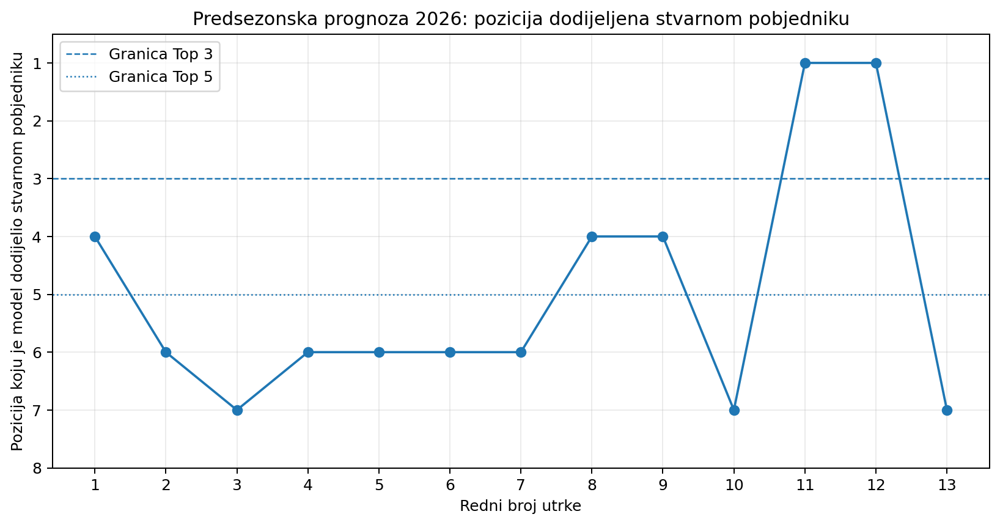 Predsezonska prognoza 2026: pozicija dodijeljena stvarnom pobjedniku
Granica Top 3
Granica Top 5
Pozicija koju je model dodijelio stvarnom pobjedniku
1
2
3
4
5
6
7
8
1 2 3 4 5 6 7 8 9 10 11 12 13
Redni broj utrke